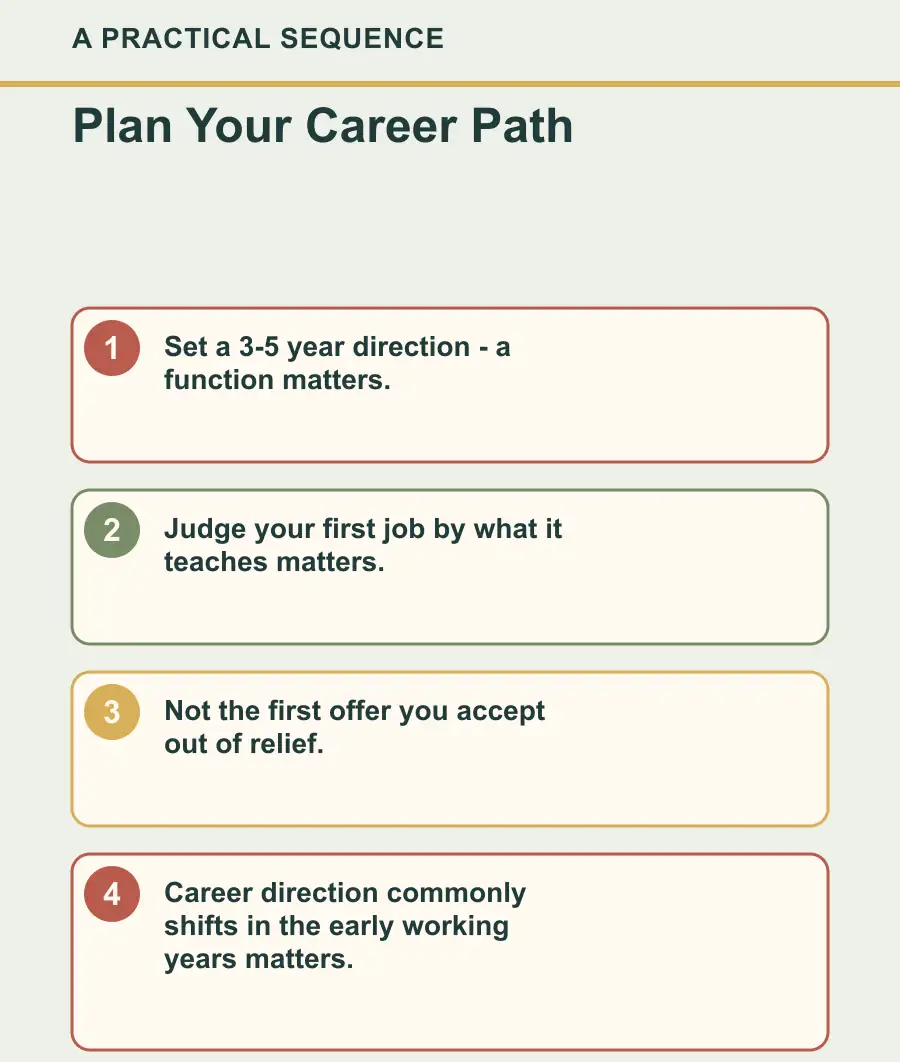 A PRACTICAL SEQUENCE
Plan Your Career Path
1
Set a 3-5 year direction - a
function matters.
2
Judge your first job by what it
teaches matters.
3
Not the first offer you accept
out of relief.
4
Career direction commonly
shifts in the early working
years matters.